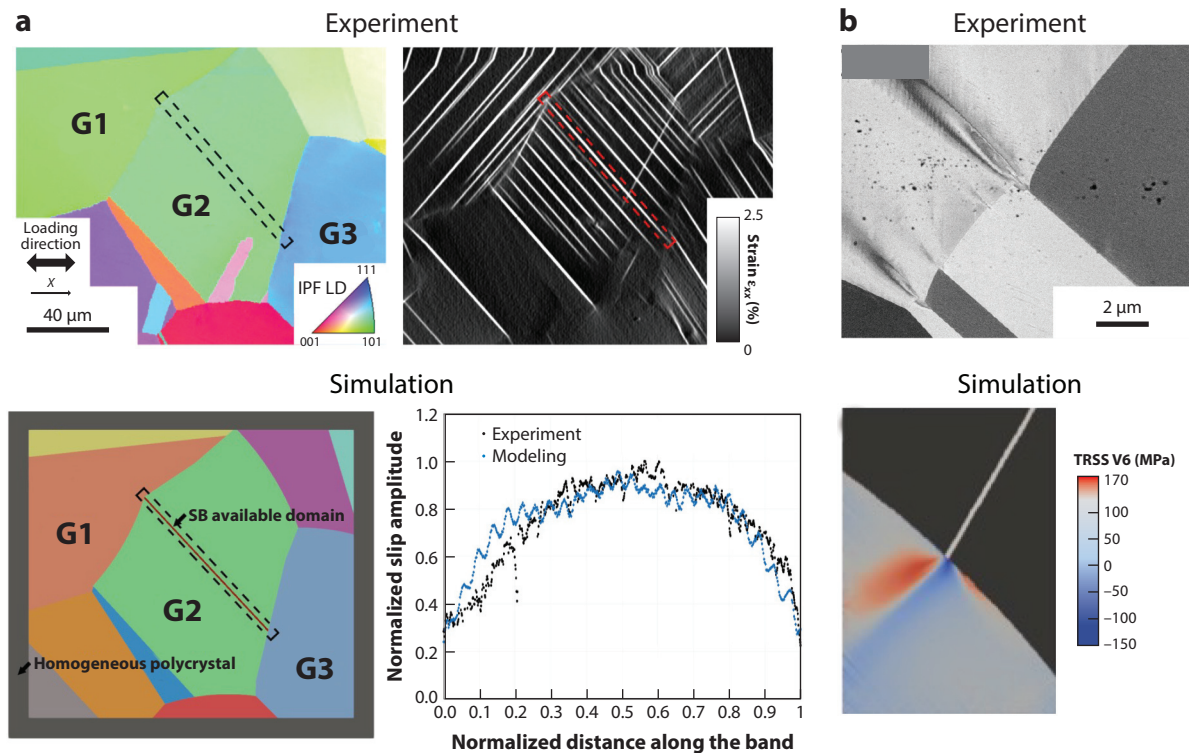 a
Experiment
G1
G2
G3
Loading
direction
X
40 μm
IPF LD
111
001
101
2.5
Strain εxx (%)
0
Simulation
G1
SB available domain
G2
G3
Homogeneous polycrystal
Normalized slip amplitude
1.2
1.0
0.8
0.6
0.4
0.2
0.0
Experiment
Modeling
0.0 0.1 0.2 0.3 0.4 0.5 0.6 0.7 0.8 0.9 1
Normalized distance along the band
b
Experiment
2 μm
Simulation
TRSS V6 (MPa)
170
100
50
0
–50
–100
–150